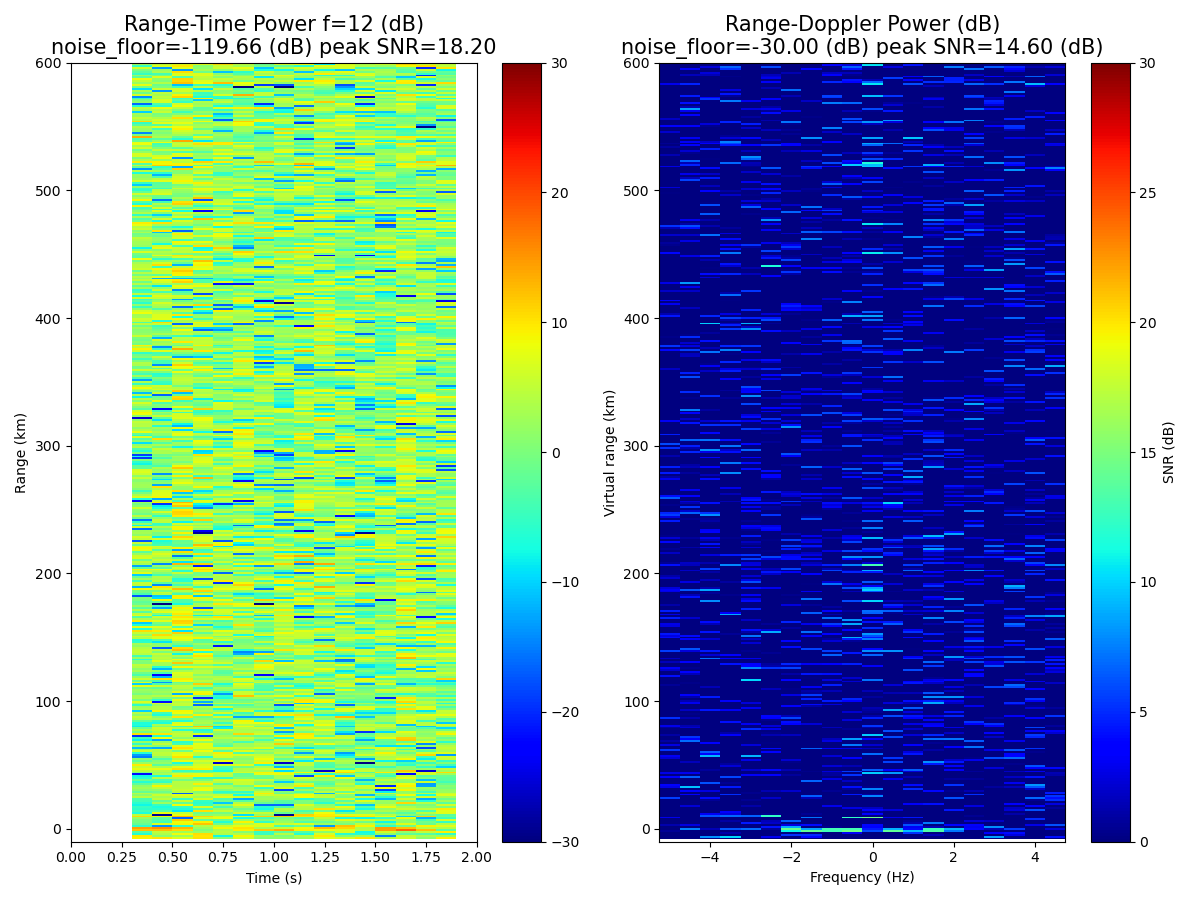 Range-Time Power f=12 (dB)
noise_floor=-119.66 (dB) peak SNR=18.20
Range-Doppler Power (dB)
noise_floor=-30.00 (dB) peak SNR=14.60 (dB)
600
500
400
300
200
100
0
Range (km)
0.00 0.25 0.50 0.75 1.00 1.25 1.50 1.75 2.00
Time (s)
30
20
10
0
−10
−20
−30
600
500
400
300
200
100
0
Virtual range (km)
−4 −2 0 2 4
Frequency (Hz)
30
25
20
15
10
5
0
SNR (dB)